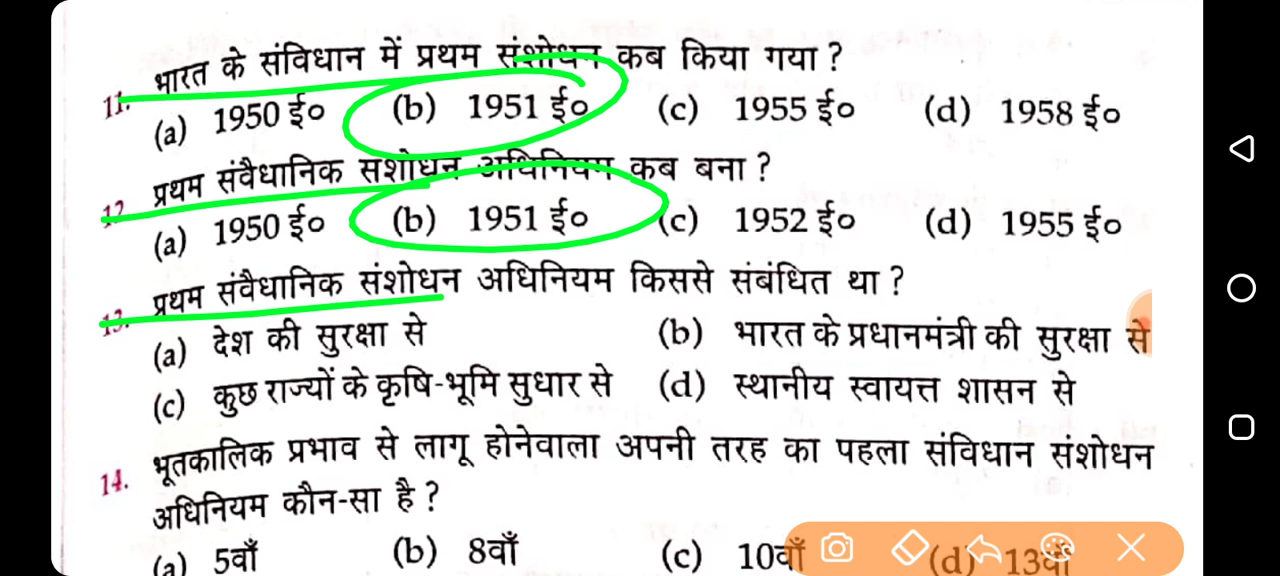 11. भारत के संविधान में प्रथम संशोधन कब किया गया ?
(a) 1950 ई० (b) 1951 ई० (c) 1955 ई० (d) 1958 ई०
12. प्रथम संवैधानिक सशोधन अधिनियम कब बना ?
(a) 1950 ई० (b) 1951 ई० (c) 1952 ई० (d) 1955 ई०
13. प्रथम संवैधानिक संशोधन अधिनियम किससे संबंधित था ?
(a) देश की सुरक्षा से (b) भारत के प्रधानमंत्री की सुरक्षा से
(c) कुछ राज्यों के कृषि-भूमि सुधार से (d) स्थानीय स्वायत्त शासन से
14. भूतकालिक प्रभाव से लागू होनेवाला अपनी तरह का पहला संविधान संशोधन
अधिनियम कौन-सा है ?
(a) 5वाँ (b) 8वाँ (c) 10वाँ (d) 13वाँ